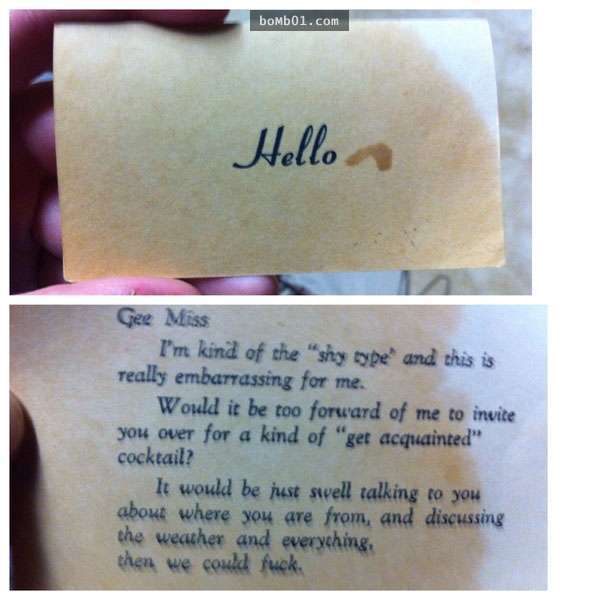 boMb01.com
Hello
Gee Miss
I'm kind of the "shy type" and this is
really embarrassing for me.
Would it be too forward of me to invite
you over for a kind of "get acquainted"
cocktail?
It would be just swell talking to you
about where you are from, and discussing
the weather and everything,
then we could fuck.